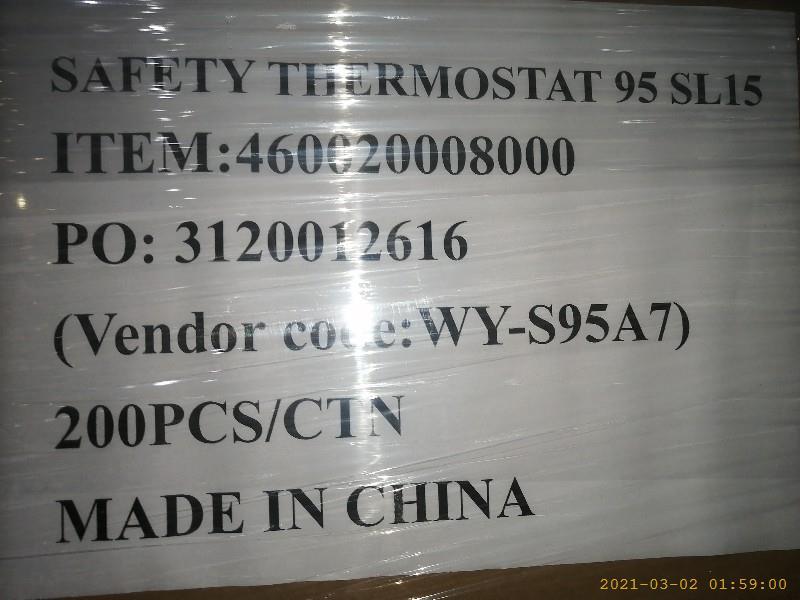 SAFETY THERMOSTAT 95 SL15
ITEM:460020008000
PO: 3120012616
(Vendor code:WY-S95A7)
200PCS/CTN
MADE IN CHINA
2021-03-02 01:59:00